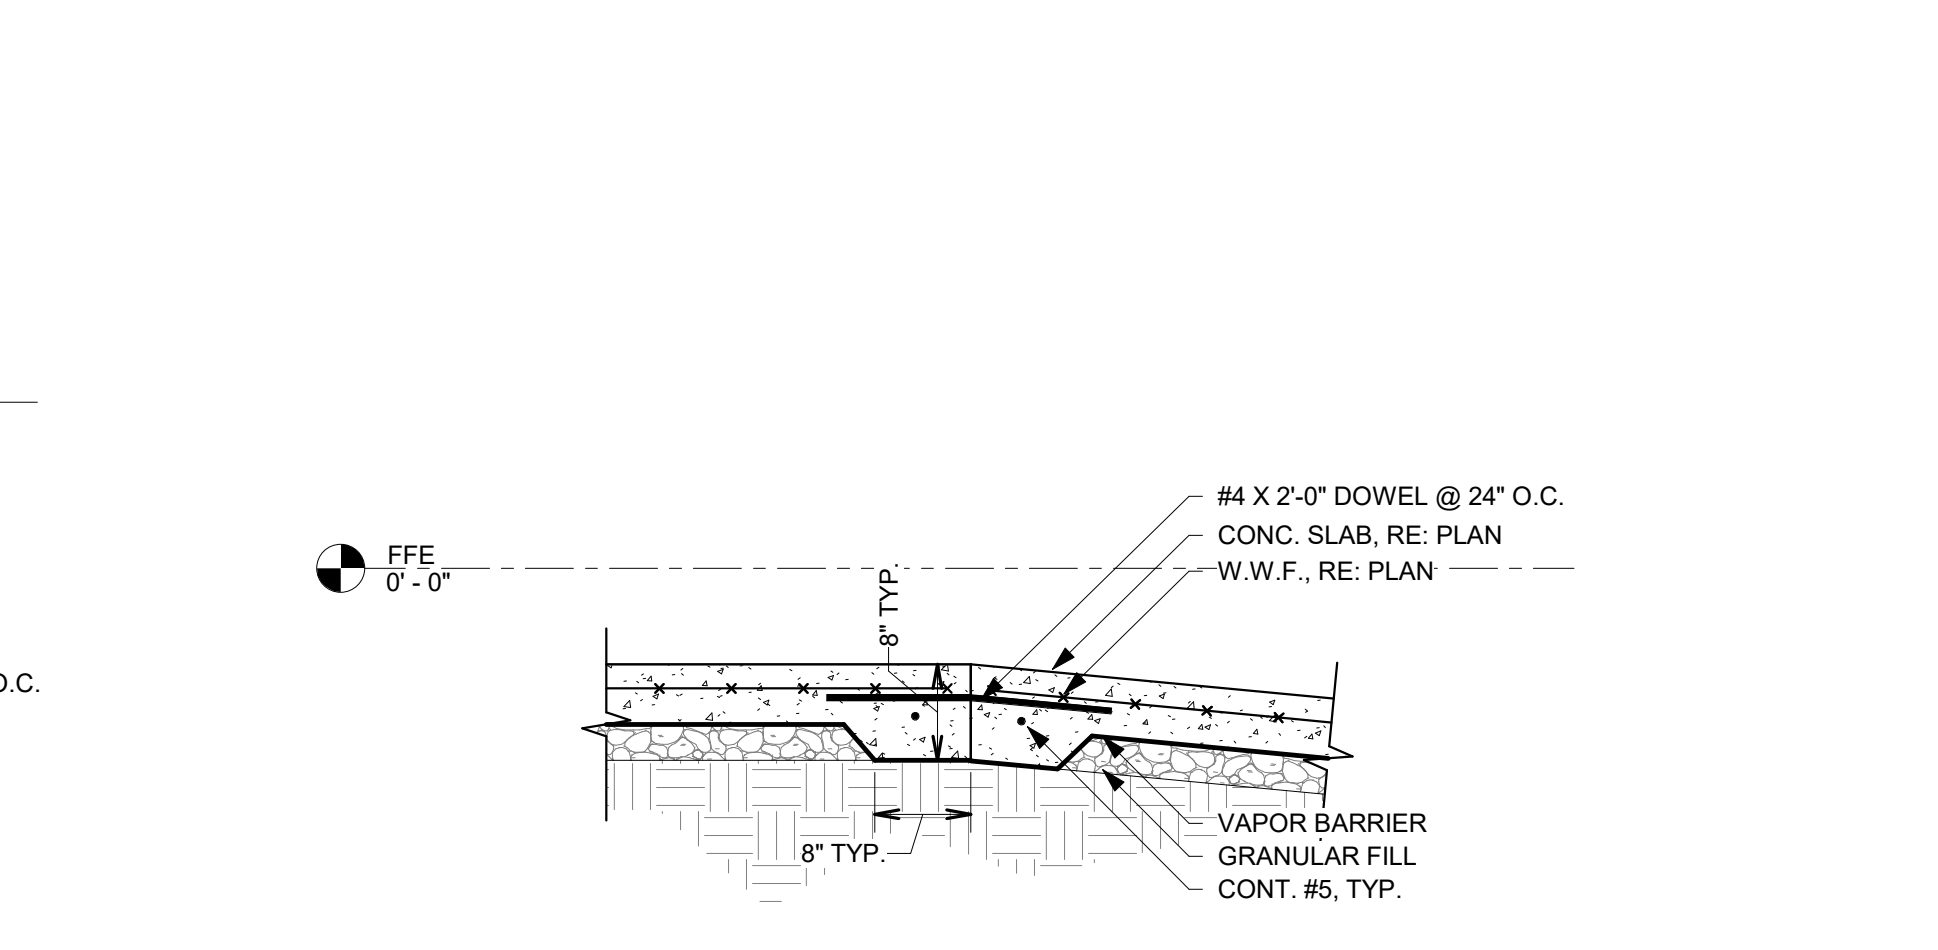 #4 X 2'-0" DOWEL @ 24" O.C.
CONC. SLAB, RE: PLAN
FFE
0' - 0"
W.W.F., RE: PLAN
8" TYP.
O.C.
8" TYP.
VAPOR BARRIER
GRANULAR FILL
CONT. #5, TYP.